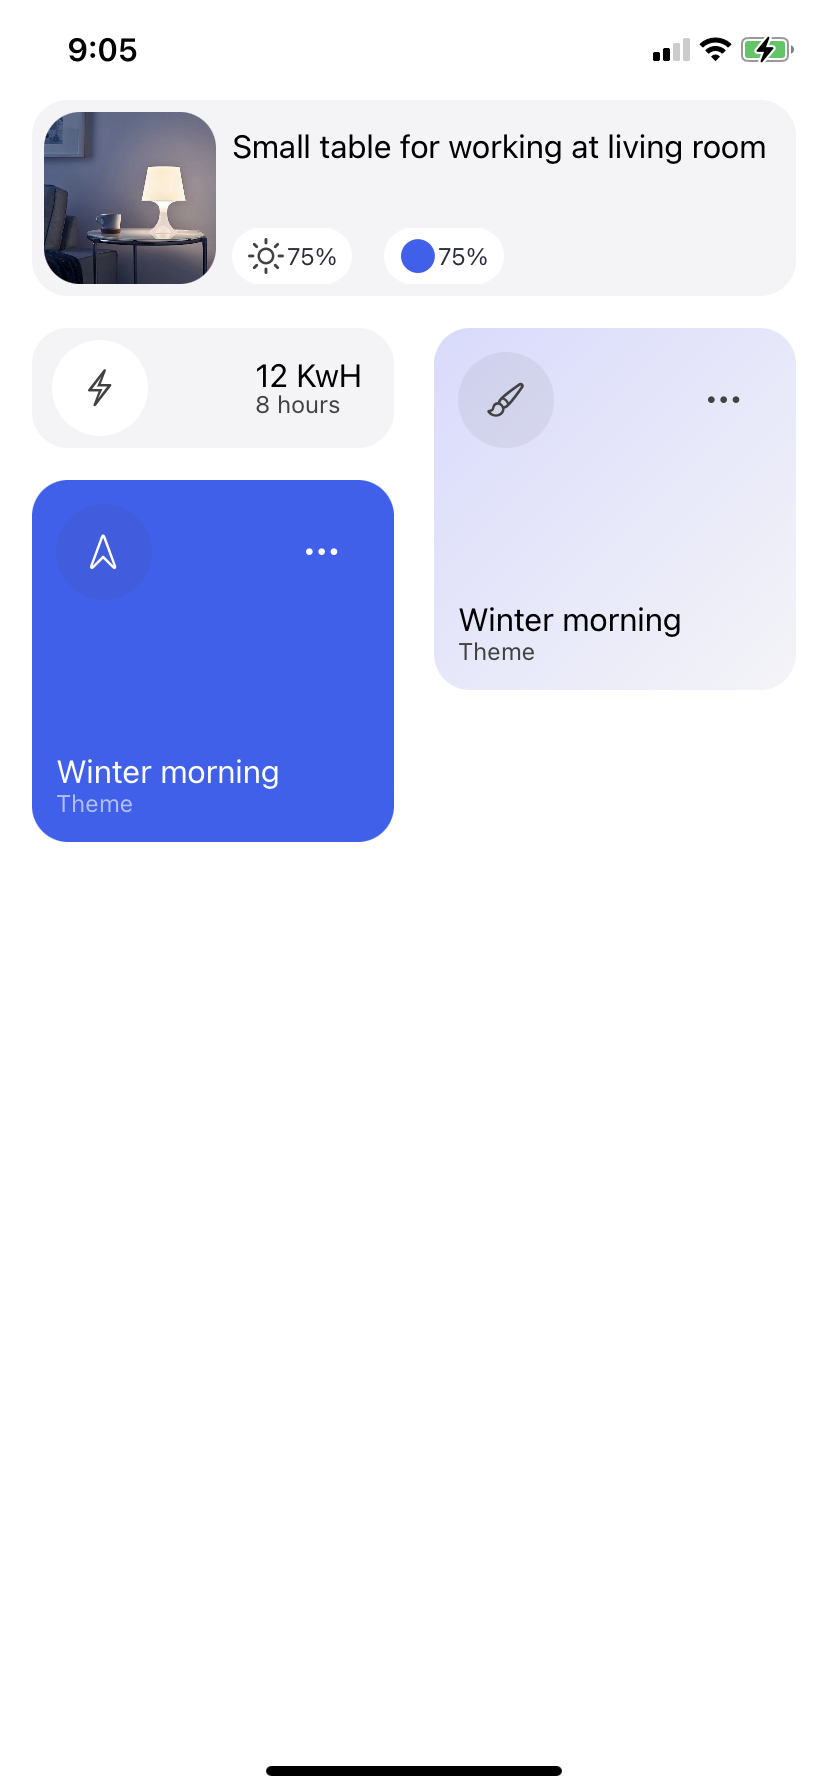 9:05
Small table for working at living room
75%
75%
12 KwH
8 hours
Winter morning
Theme
Winter morning
Theme